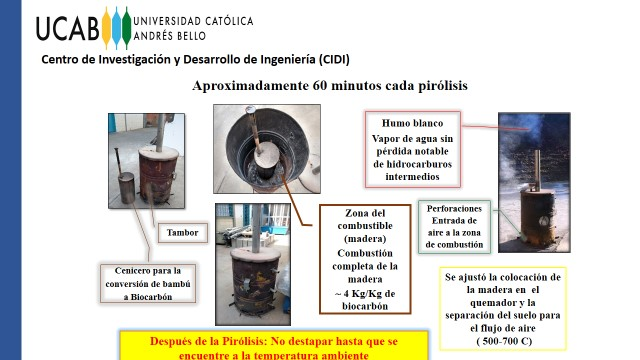 UCAB
UNIVERSIDAD CATÓLICA
ANDRÉS BELLO
Centro de Investigación y Desarrollo de Ingeniería (CIDI)
Aproximadamente 60 minutos cada pirólisis
Humo blanco
Vapor de agua sin
pérdida notable
de hidrocarburos
intermedios
Tambor
Cenicero para la
conversión de bambú
a Biocarbón
Zona del
combustible
(madera)
Combustión
completa de la
madera
~ 4 Kg/Kg de
biocarbón
Perforaciones
Entrada de
aire a la zona
de combustión
Se ajustó la colocación de
la madera en el
quemador y la
separación del suelo para
el flujo de aire
( 500-700 C)
Después de la Pirólisis: No destapar hasta que se
encuentre a la temperatura ambiente